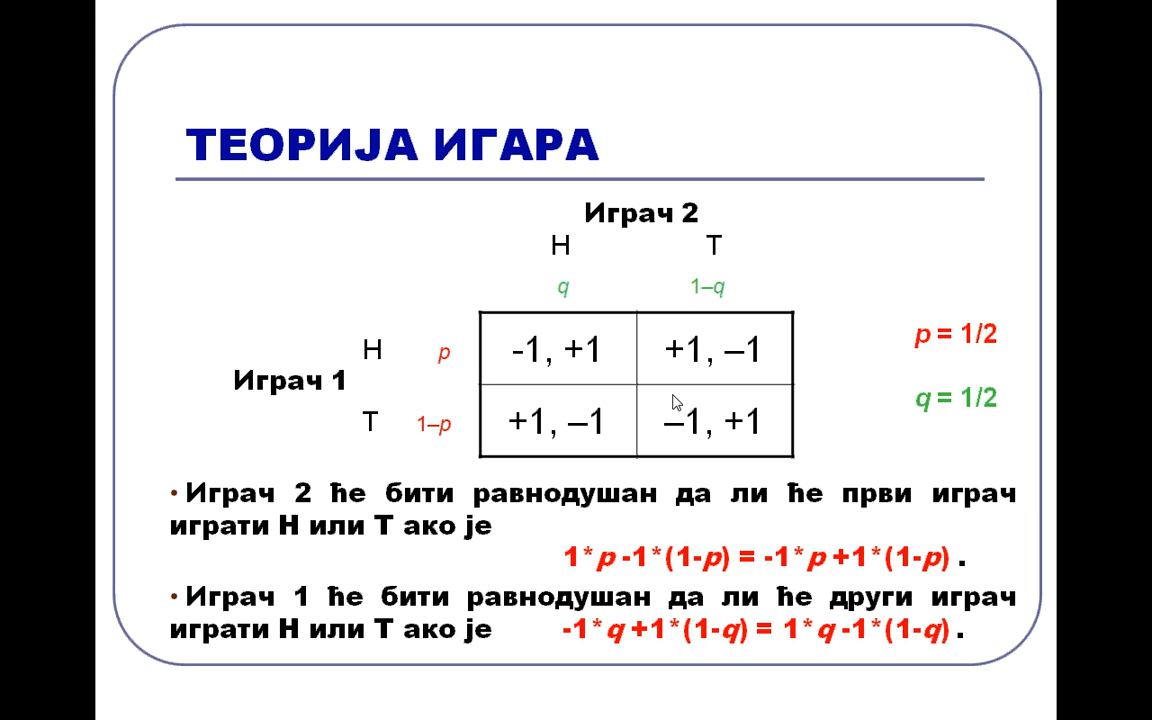 ТЕОРИЈА ИГАРА
Играч 2
H T
q 1–q
H p -1, +1 +1, –1 p = 1/2
Играч 1
q = 1/2
T 1–p +1, –1 –1, +1
• Играч 2 ће бити равнодушан да ли ће први играч
играти Н или Т ако је
1*p -1*(1-p) = -1*p +1*(1-p) .
• Играч 1 ће бити равнодушан да ли ће други играч
играти Н или Т ако је -1*q +1*(1-q) = 1*q -1*(1-q) .